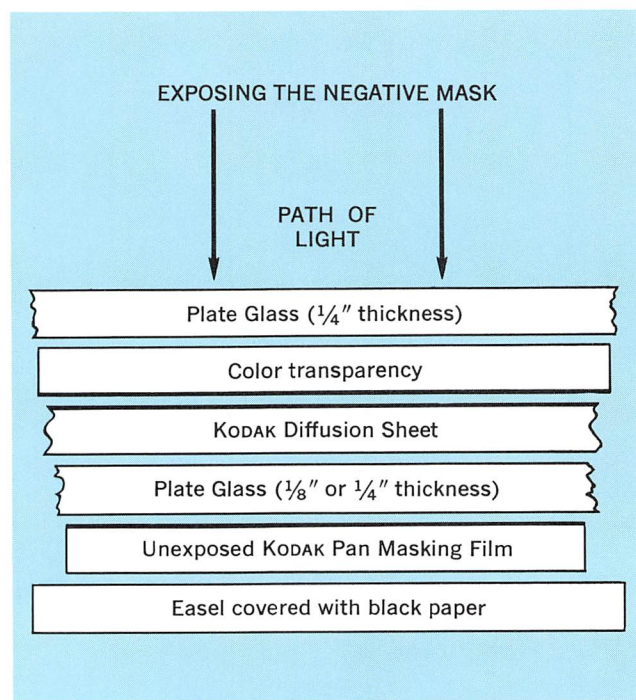 EXPOSING THE NEGATIVE MASK
PATH OF
LIGHT
Plate Glass (¼″ thickness)
Color transparency
KODAK Diffusion Sheet
Plate Glass (⅛″ or ¼″ thickness)
Unexposed KODAK Pan Masking Film
Easel covered with black paper